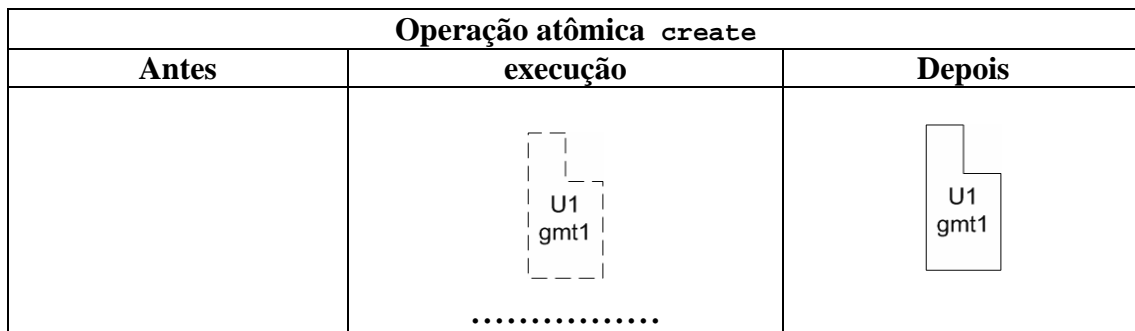 Operação atômica create
Antes execução Depois
U1 U1
gmt1 gmt1
................